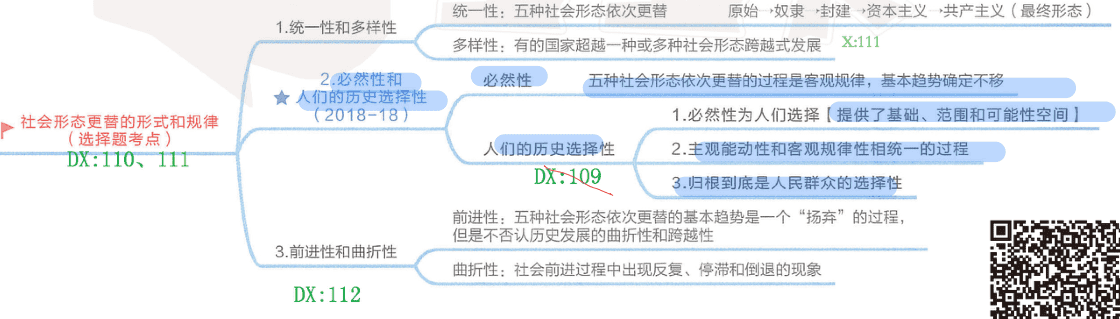 统一性：五种社会形态依次更替 原始→奴隶→封建→资本主义→共产主义（最终形态）
1.统一性和多样性
多样性：有的国家超越一种或多种社会形态跨越式发展 X:111
2.必然性和
人们的历史选择性
（2018-18）
必然性 五种社会形态依次更替的过程是客观规律，基本趋势确定不移
社会形态更替的形式和规律
（选择题考点）
DX:110、111
人们的历史选择性
DX:109
1.必然性为人们选择【提供了基础、范围和可能性空间】
2.主观能动性和客观规律性相统一的过程
3.归根到底是人民群众的选择性
3.前进性和曲折性
DX:112
前进性：五种社会形态依次更替的基本趋势是一个“扬弃”的过程，
但是不否认历史发展的曲折性和跨越性
曲折性：社会前进过程中出现反复、停滞和倒退的现象